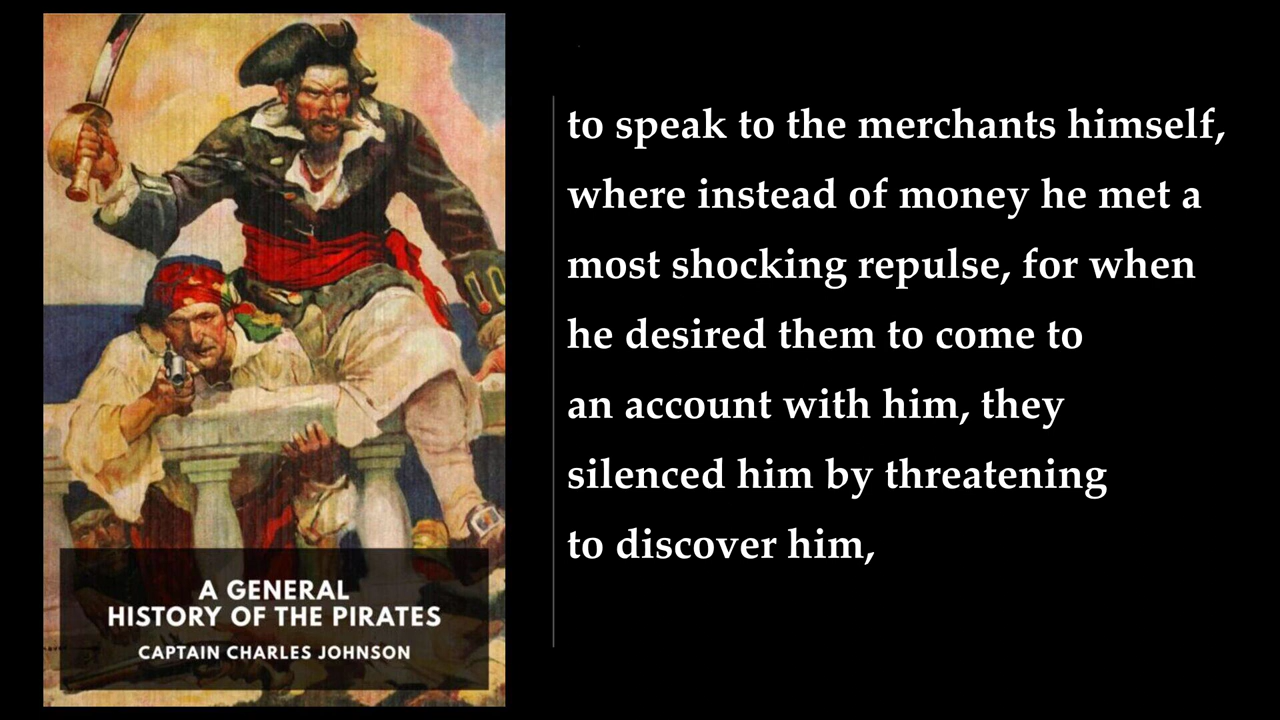 A GENERAL
HISTORY OF THE PIRATES
CAPTAIN CHARLES JOHNSON
to speak to the merchants himself,
where instead of money he met a
most shocking repulse, for when
he desired them to come to
an account with him, they
silenced him by threatening
to discover him,